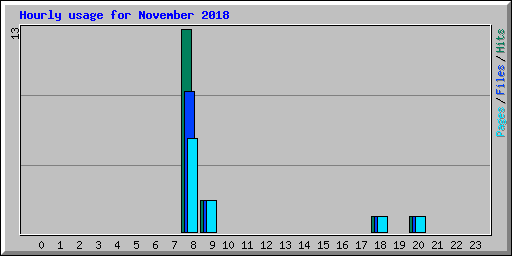 Hourly usage for November 2018
13
Pages/Files/Hits
0 1 2 3 4 5 6 7 8 9 10 11 12 13 14 15 16 17 18 19 20 21 22 23